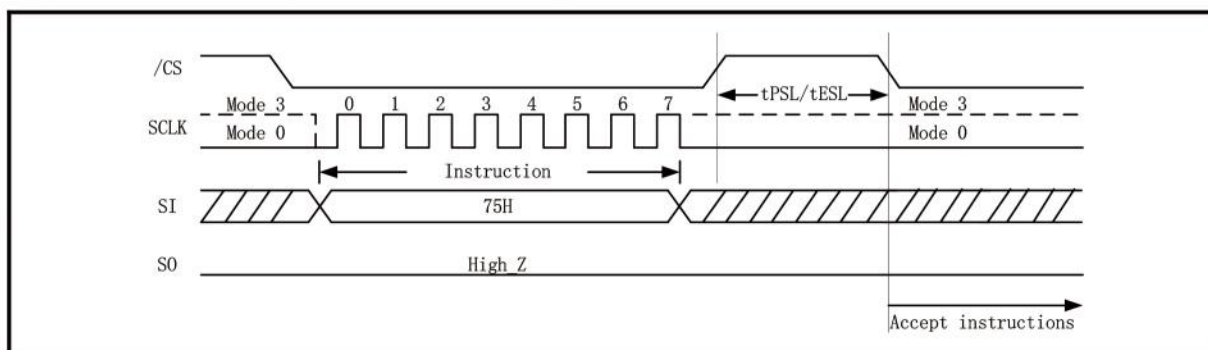 /CS
tPSL/tESL
Mode 3 0 1 2 3 4 5 6 7 Mode 3
SCLK
Mode 0 Mode 0
Instruction
SI 75H
SO High_Z
Accept instructions